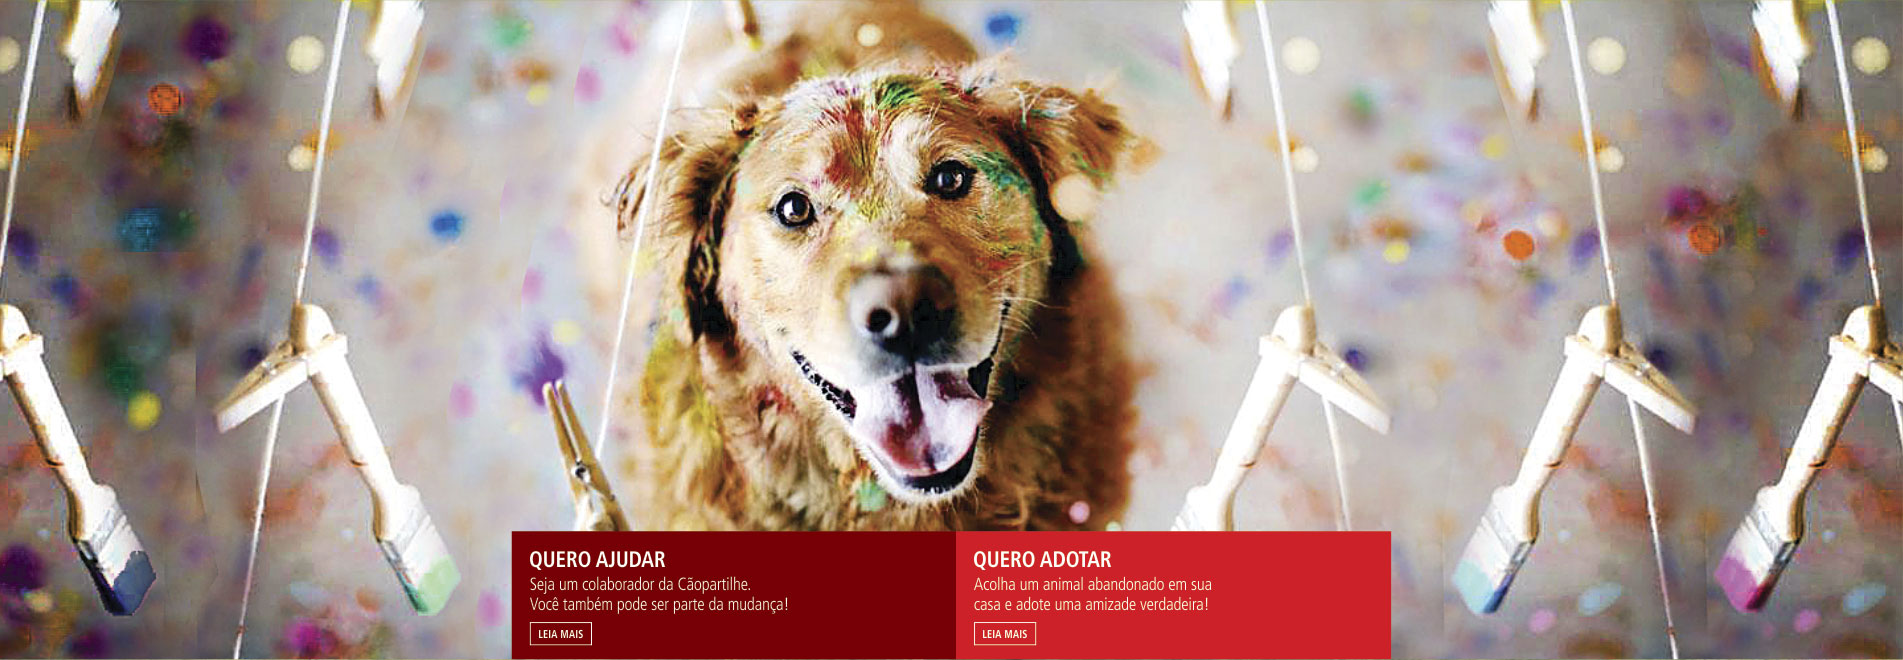 QUERO AJUDAR
Seja um colaborador da Cãopartilhe.
Você também pode ser parte da mudança!
LEIA MAIS
QUERO ADOTAR
Acolha um animal abandonado em sua
casa e adote uma amizade verdadeira!
LEIA MAIS